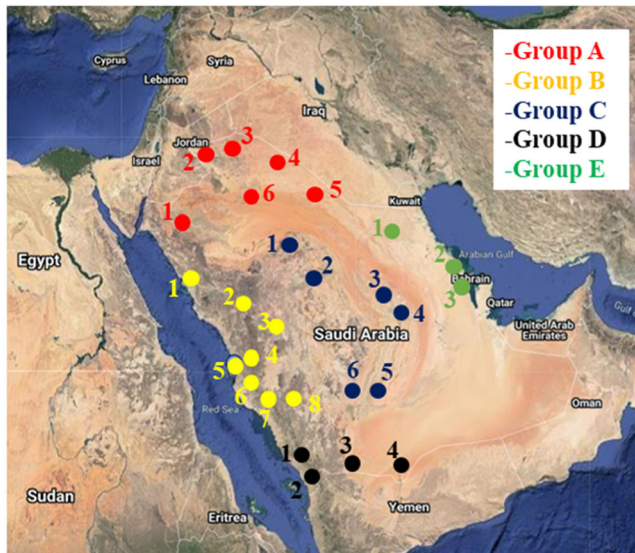 -Group A
-Group B
-Group C
-Group D
-Group E
Cyprus
Syria
Lebanon
Iraq
Jordan
3
2
4
Israel
6
5
Kuwait
1
1
Egypt
2
Arabian Gulf
2
Bahrain
1
3
3
Qatar
2
4
Gulf
3
Saudi Arabia
United Arab
Emirates
4
5
6
5
6
8
7
Red Sea
Oman
1
3
4
2
Sudan
Yemen
Eritrea